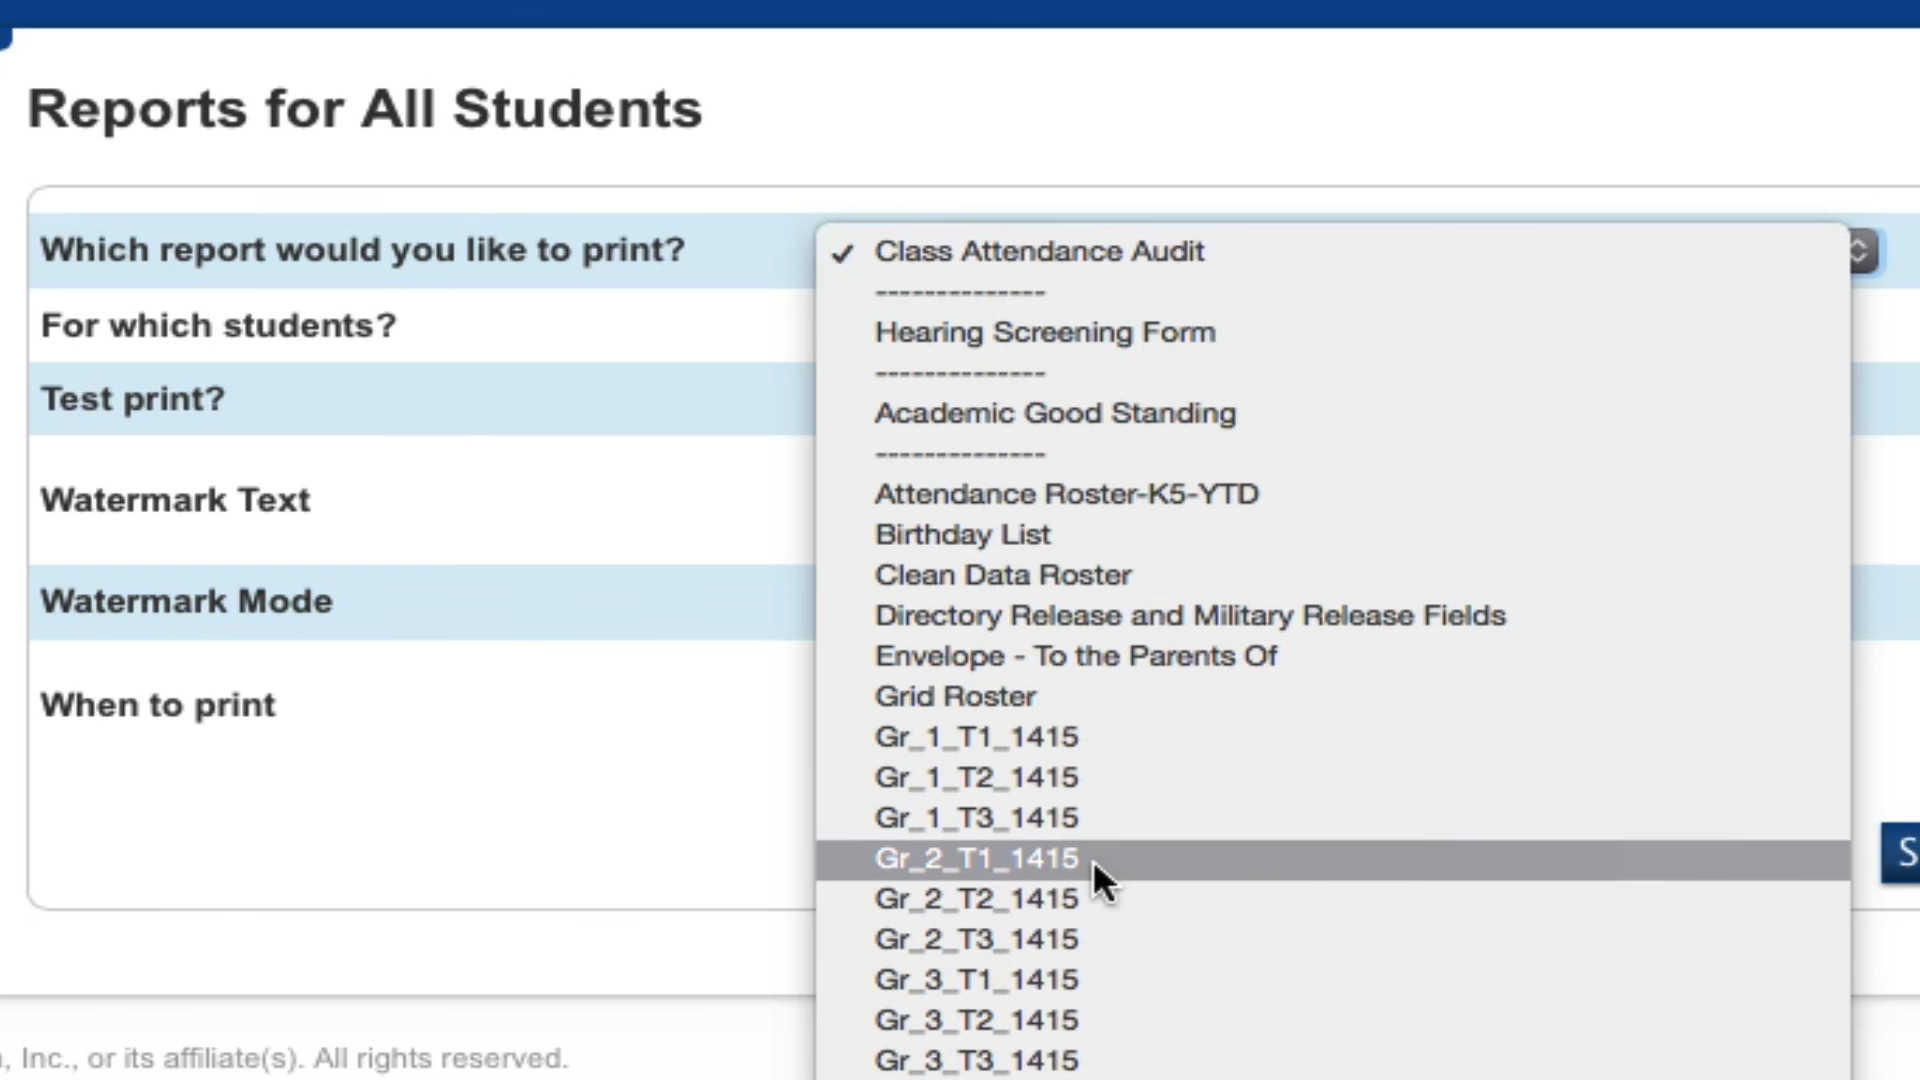 Reports for All Students
Which report would you like to print?
For which students?
Test print?
Watermark Text
Watermark Mode
When to print
✓ Class Attendance Audit
--------------
Hearing Screening Form
--------------
Academic Good Standing
--------------
Attendance Roster-K5-YTD
Birthday List
Clean Data Roster
Directory Release and Military Release Fields
Envelope - To the Parents Of
Grid Roster
Gr_1_T1_1415
Gr_1_T2_1415
Gr_1_T3_1415
Gr_2_T1_1415
Gr_2_T2_1415
Gr_2_T3_1415
Gr_3_T1_1415
Gr_3_T2_1415
Gr_3_T3_1415
S
, Inc., or its affiliate(s). All rights reserved.